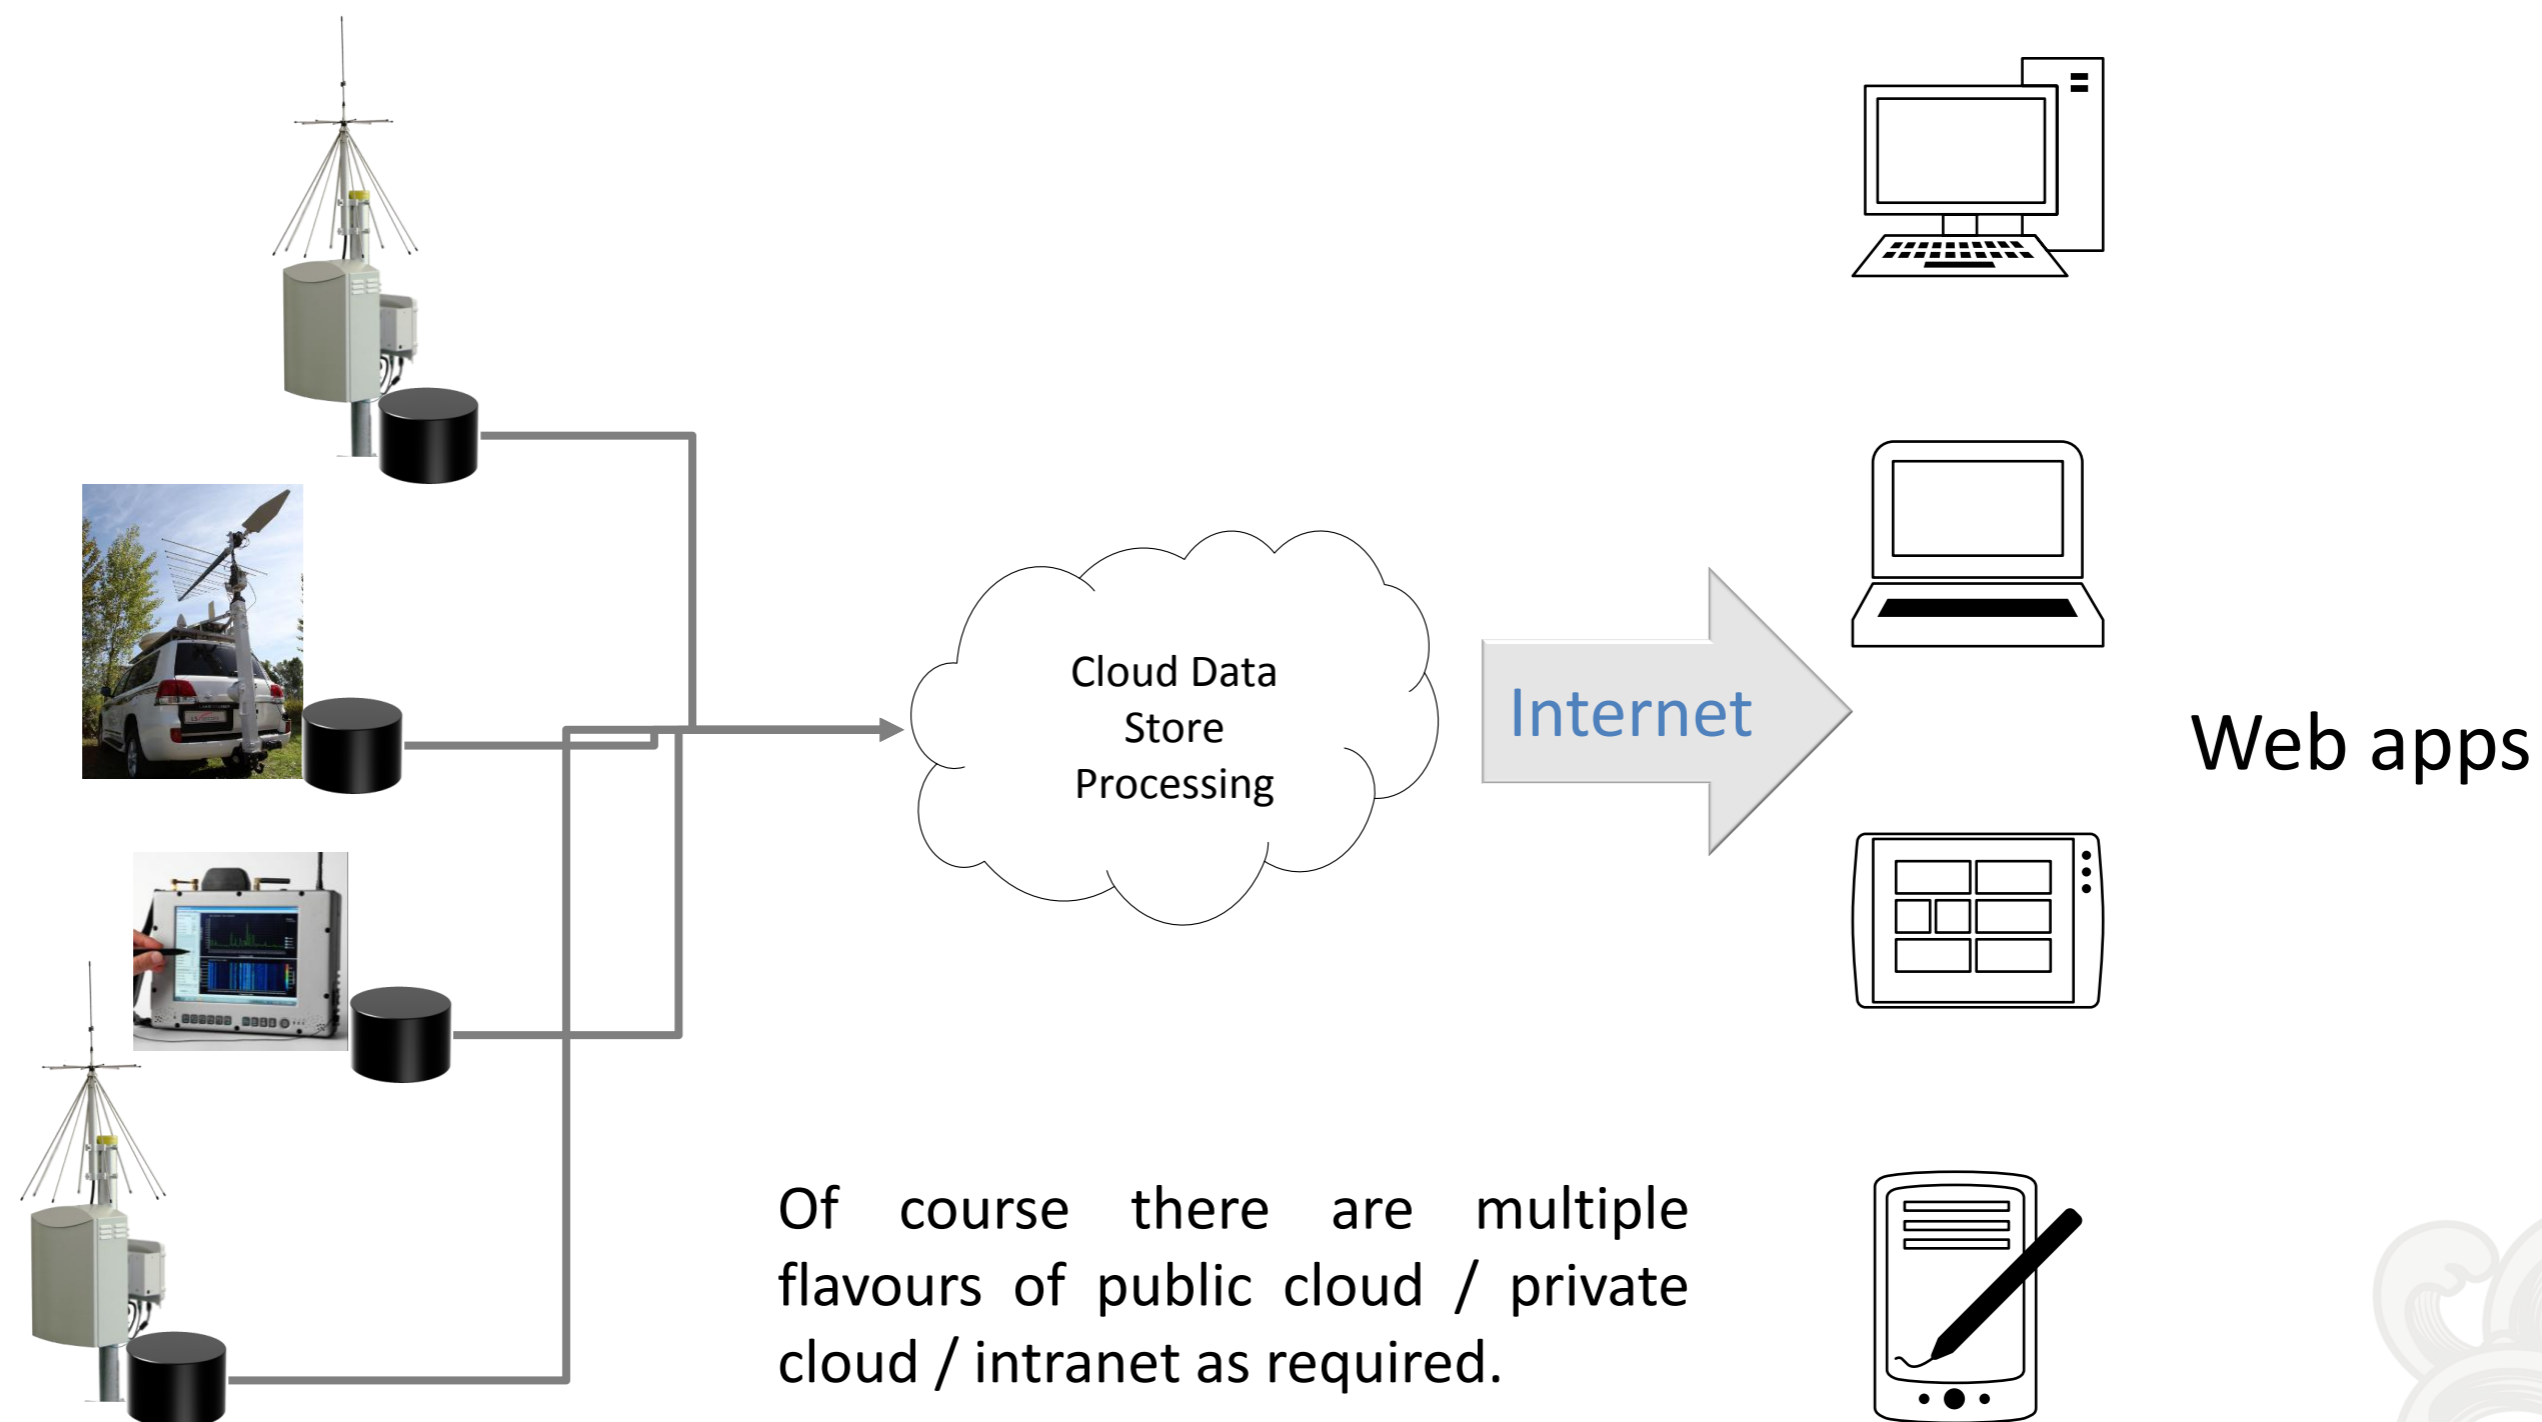 Cloud Data
Store
Processing
Internet
Web apps
Of course there are multiple
flavours of public cloud / private
cloud / intranet as required.